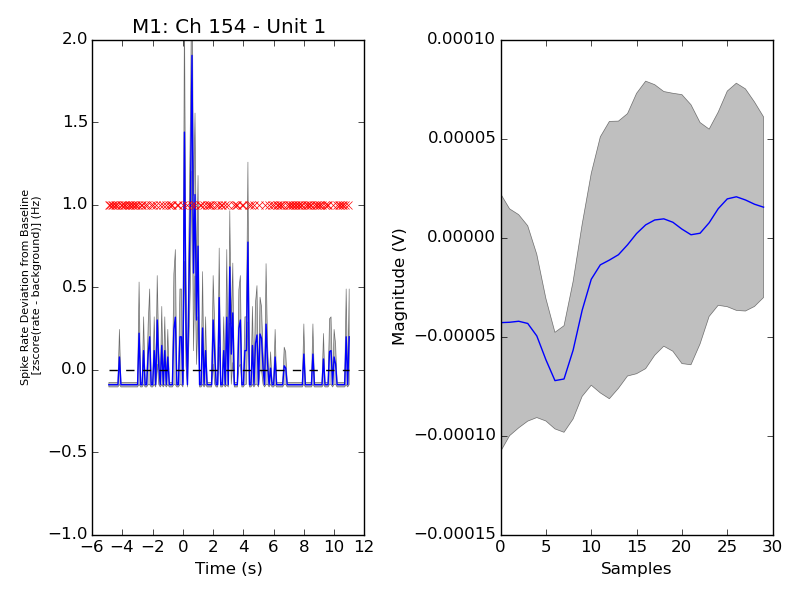 M1: Ch 154 - Unit 1
2.0
1.5
1.0
0.5
0.0
−0.5
−1.0
−6 −4 −2 0 2 4 6 8 10 12
Time (s)
Spike Rate Deviation from Baseline
[zscore(rate - background)] (Hz)
0.00010
0.00005
0.00000
−0.00005
−0.00010
−0.00015
0 5 10 15 20 25 30
Samples
Magnitude (V)